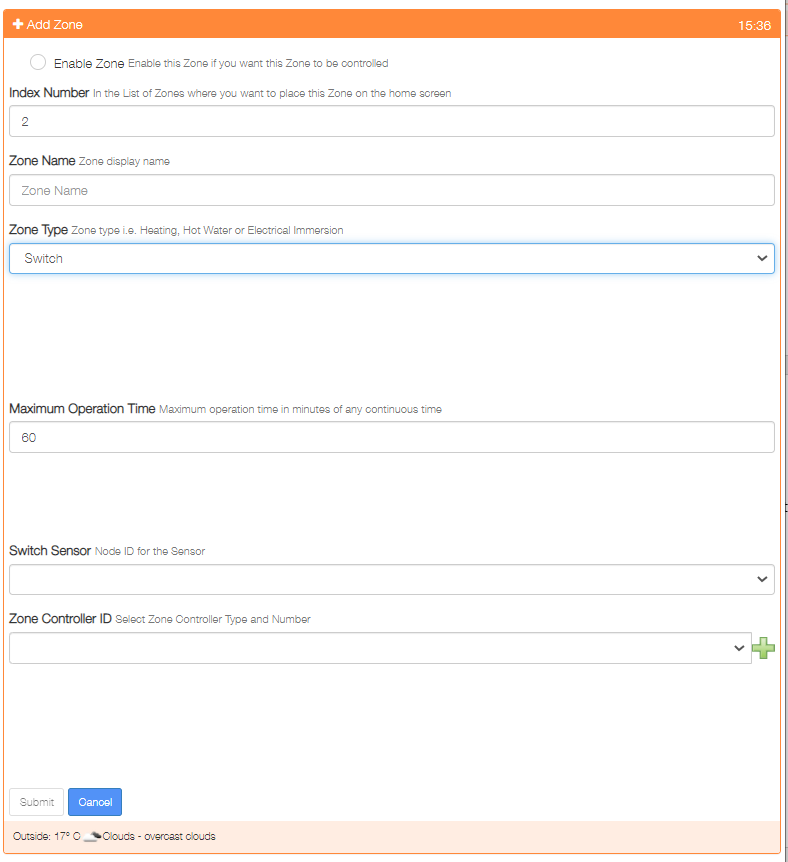 Add Zone 15:36
Enable Zone Enable this Zone if you want this Zone to be controlled
Index Number In the List of Zones where you want to place this Zone on the home screen
2
Zone Name Zone display name
Zone Name
Zone Type Zone type i.e. Heating, Hot Water or Electrical Immersion
Switch
Maximum Operation Time Maximum operation time in minutes of any continuous time
60
Switch Sensor Node ID for the Sensor
Zone Controller ID Select Zone Controller Type and Number
Submit Cancel
Outside: 17° C Clouds - overcast clouds